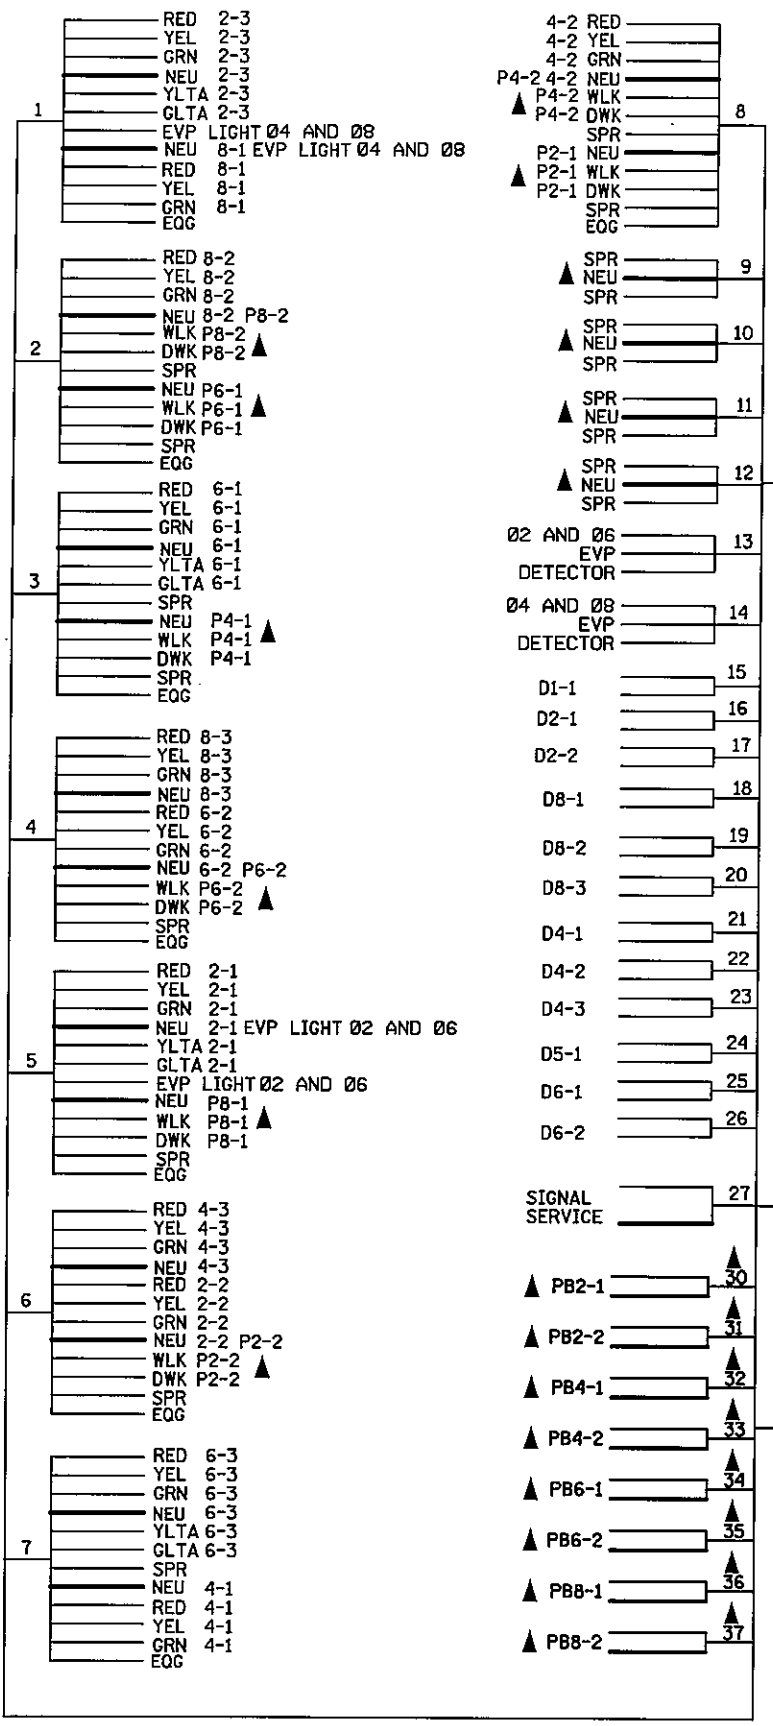 1
RED 2-3
YEL 2-3
GRN 2-3
NEU 2-3
YLTA 2-3
GLTA 2-3
EVP LIGHT Ø4 AND Ø8
NEU 8-1 EVP LIGHT Ø4 AND Ø8
RED 8-1
YEL 8-1
GRN 8-1
EQG
2
RED 8-2
YEL 8-2
GRN 8-2
NEU 8-2 P8-2
WLK P8-2
DWK P8-2
SPR
NEU P6-1
WLK P6-1
DWK P6-1
SPR
EQG
3
RED 6-1
YEL 6-1
GRN 6-1
NEU 6-1
YLTA 6-1
GLTA 6-1
SPR
NEU P4-1
WLK P4-1
DWK P4-1
SPR
EQG
4
RED 8-3
YEL 8-3
GRN 8-3
NEU 8-3
RED 6-2
YEL 6-2
GRN 6-2
NEU 6-2 P6-2
WLK P6-2
DWK P6-2
SPR
EQG
5
RED 2-1
YEL 2-1
GRN 2-1
NEU 2-1 EVP LIGHT Ø2 AND Ø6
YLTA 2-1
GLTA 2-1
EVP LIGHT Ø2 AND Ø6
NEU P8-1
WLK P8-1
DWK P8-1
SPR
EQG
6
RED 4-3
YEL 4-3
GRN 4-3
NEU 4-3
RED 2-2
YEL 2-2
GRN 2-2
NEU 2-2 P2-2
WLK P2-2
DWK P2-2
SPR
EQG
7
RED 6-3
YEL 6-3
GRN 6-3
NEU 6-3
YLTA 6-3
GLTA 6-3
SPR
NEU 4-1
RED 4-1
YEL 4-1
GRN 4-1
EQG
8
4-2 RED
4-2 YEL
4-2 GRN
P4-2 4-2 NEU
P4-2 WLK
P4-2 DWK
SPR
P2-1 NEU
P2-1 WLK
P2-1 DWK
SPR
EQG
9
SPR
NEU
SPR
10
SPR
NEU
SPR
11
SPR
NEU
SPR
12
SPR
NEU
SPR
13
Ø2 AND Ø6
EVP
DETECTOR
14
Ø4 AND Ø8
EVP
DETECTOR
D1-1 15
D2-1 16
D2-2 17
D8-1 18
D8-2 19
D8-3 20
D4-1 21
D4-2 22
D4-3 23
D5-1 24
D6-1 25
D6-2 26
SIGNAL 27
SERVICE
PB2-1 30
PB2-2 31
PB4-1 32
PB4-2 33
PB6-1 34
PB6-2 35
PB8-1 36
PB8-2 37